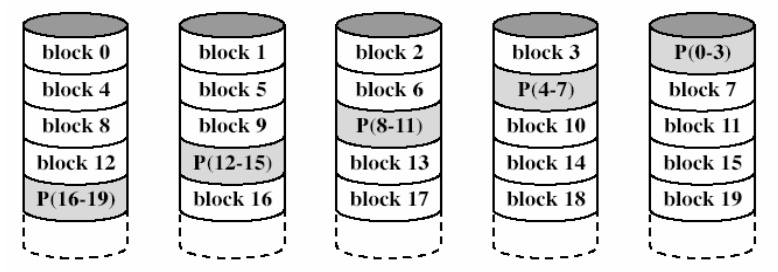 block 0 block 1 block 2 block 3 P(0-3)
block 4 block 5 block 6 P(4-7) block 7
block 8 block 9 P(8-11) block 10 block 11
block 12 P(12-15) block 13 block 14 block 15
P(16-19) block 16 block 17 block 18 block 19